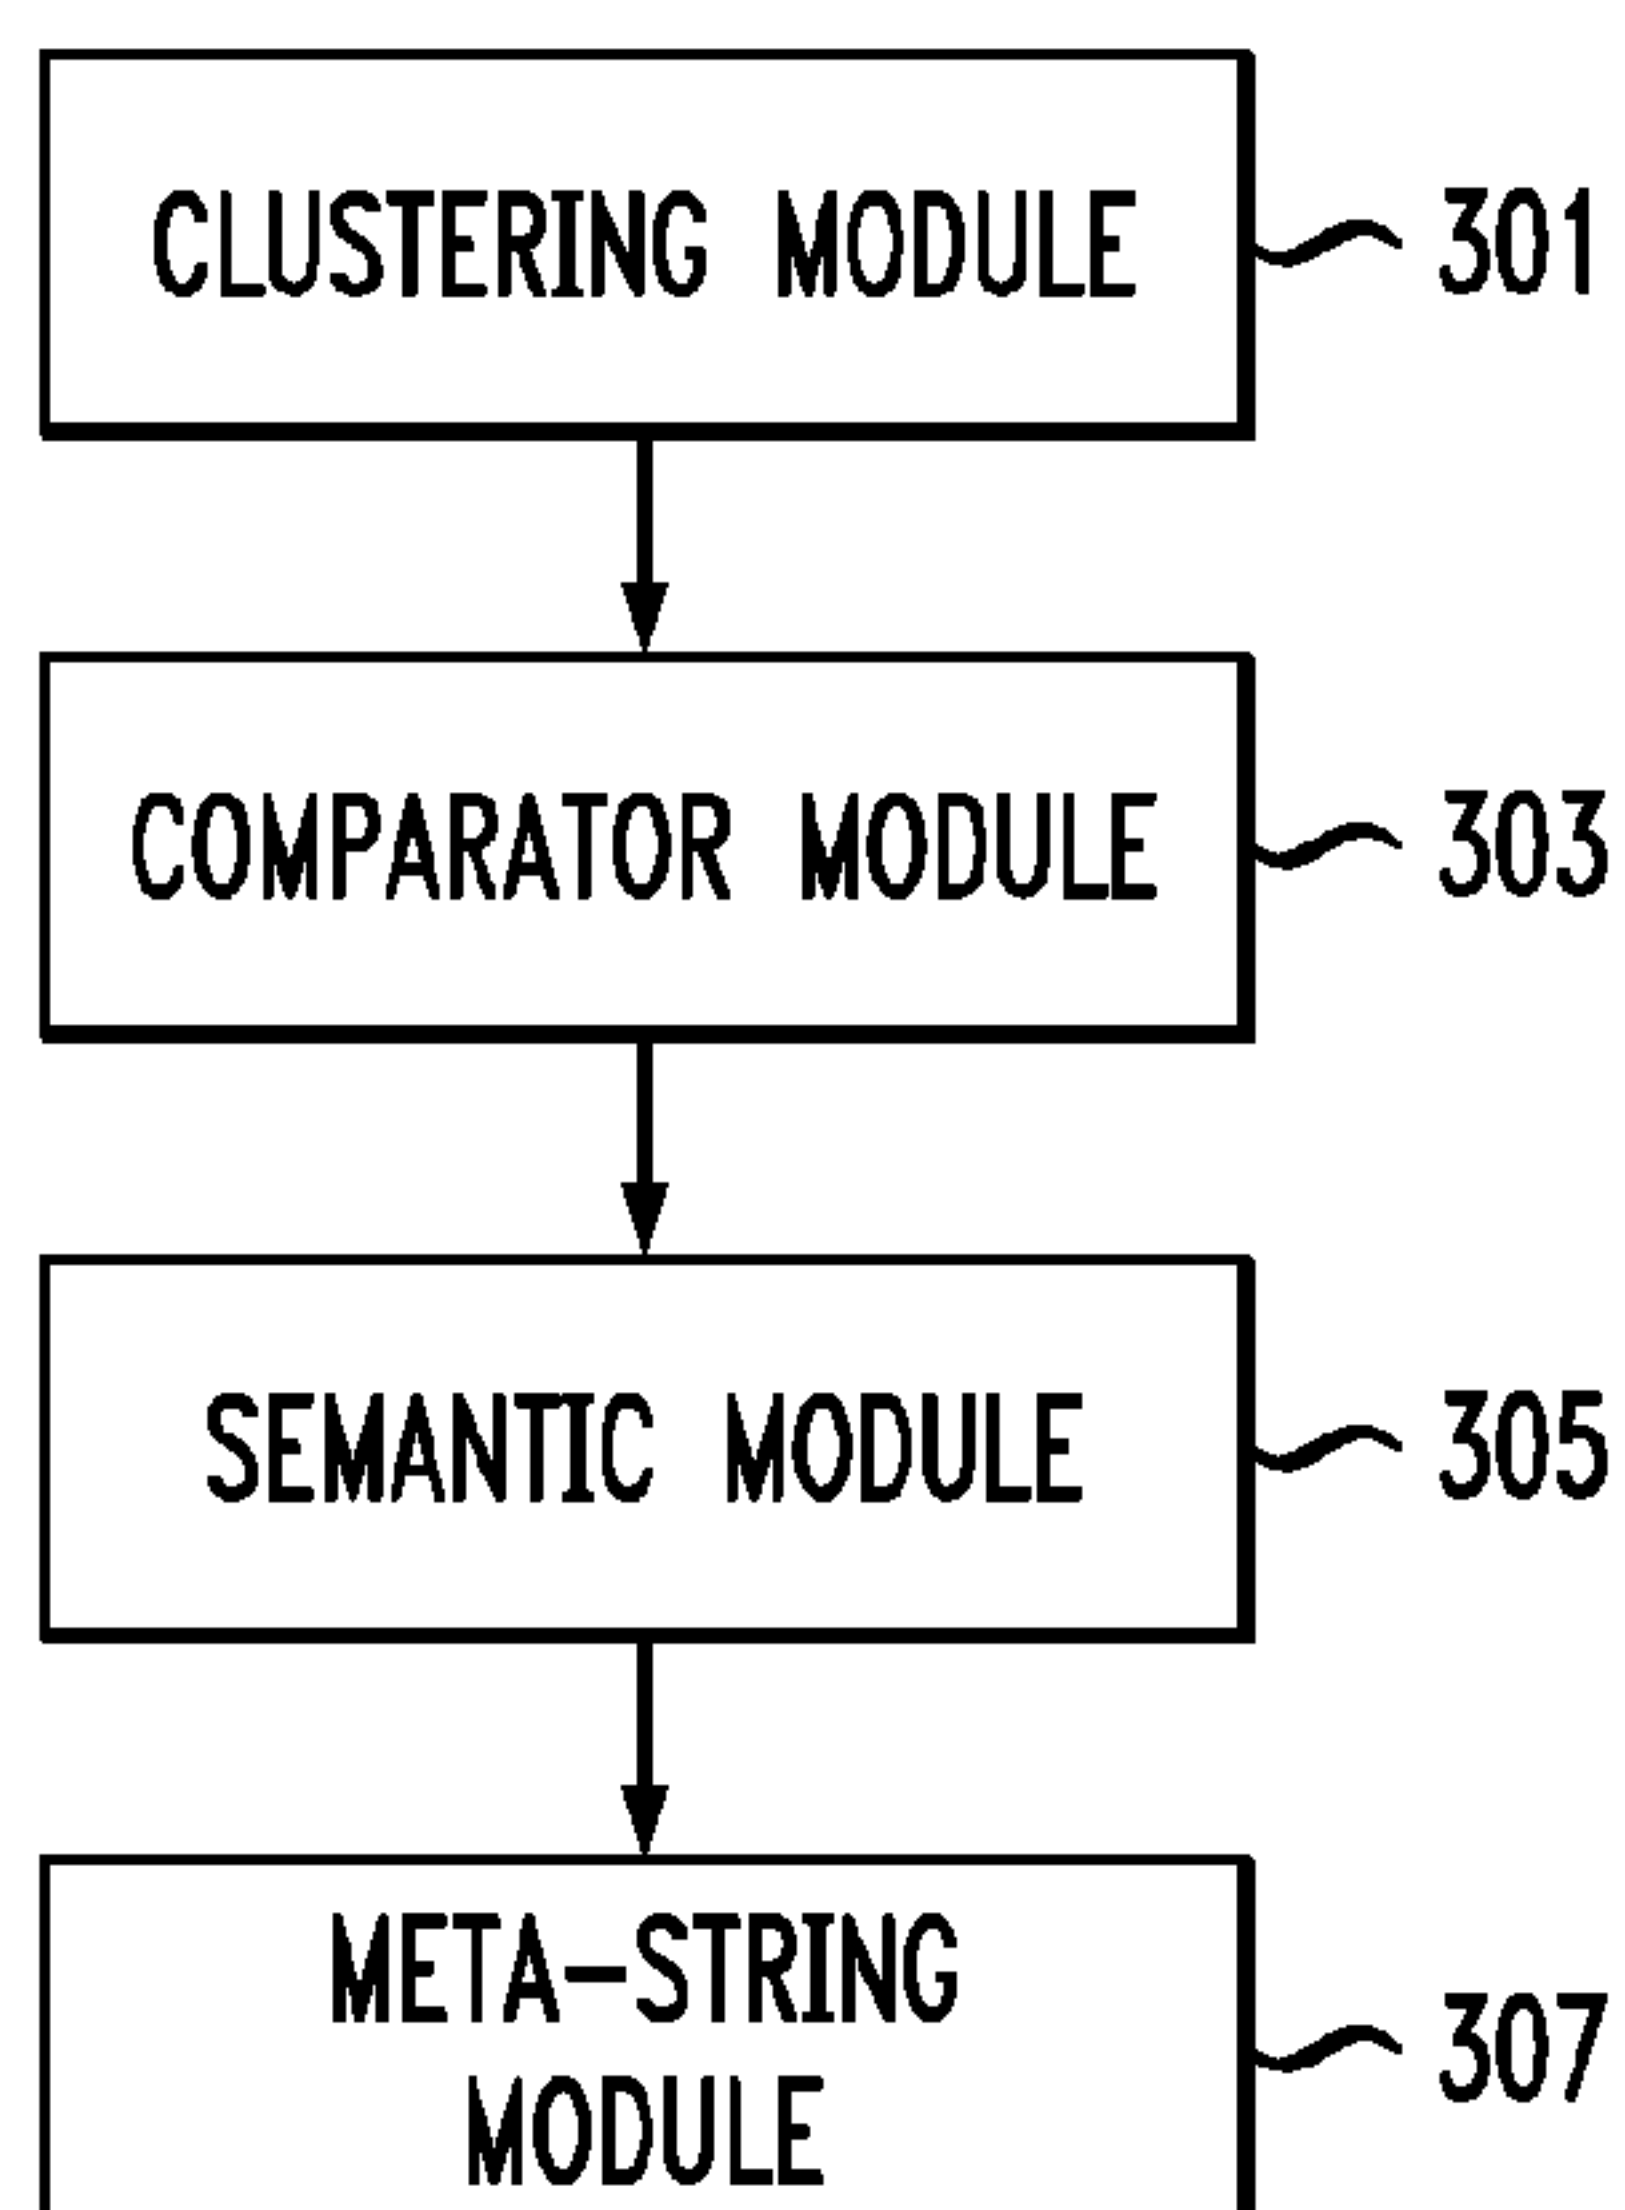 CLUSTERING MODULE
301
COMPARATOR MODULE
303
SEMANTIC MODULE
305
META-STRING
MODULE
307